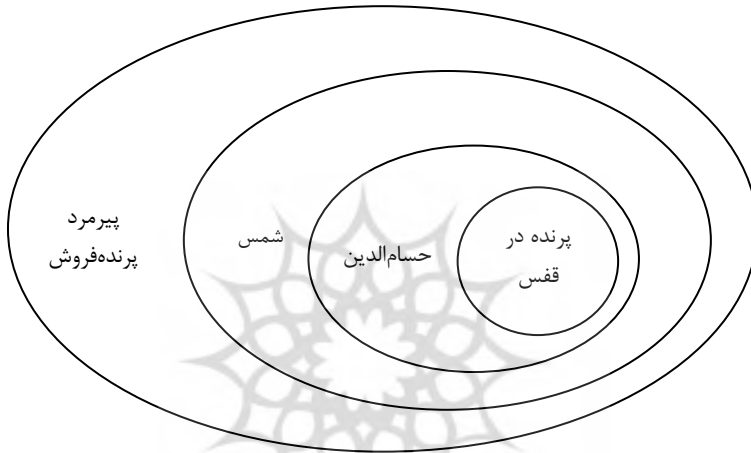 پیرمرد
پرنده‌فروش
شمس
حسام‌الدین
پرنده در
قفس